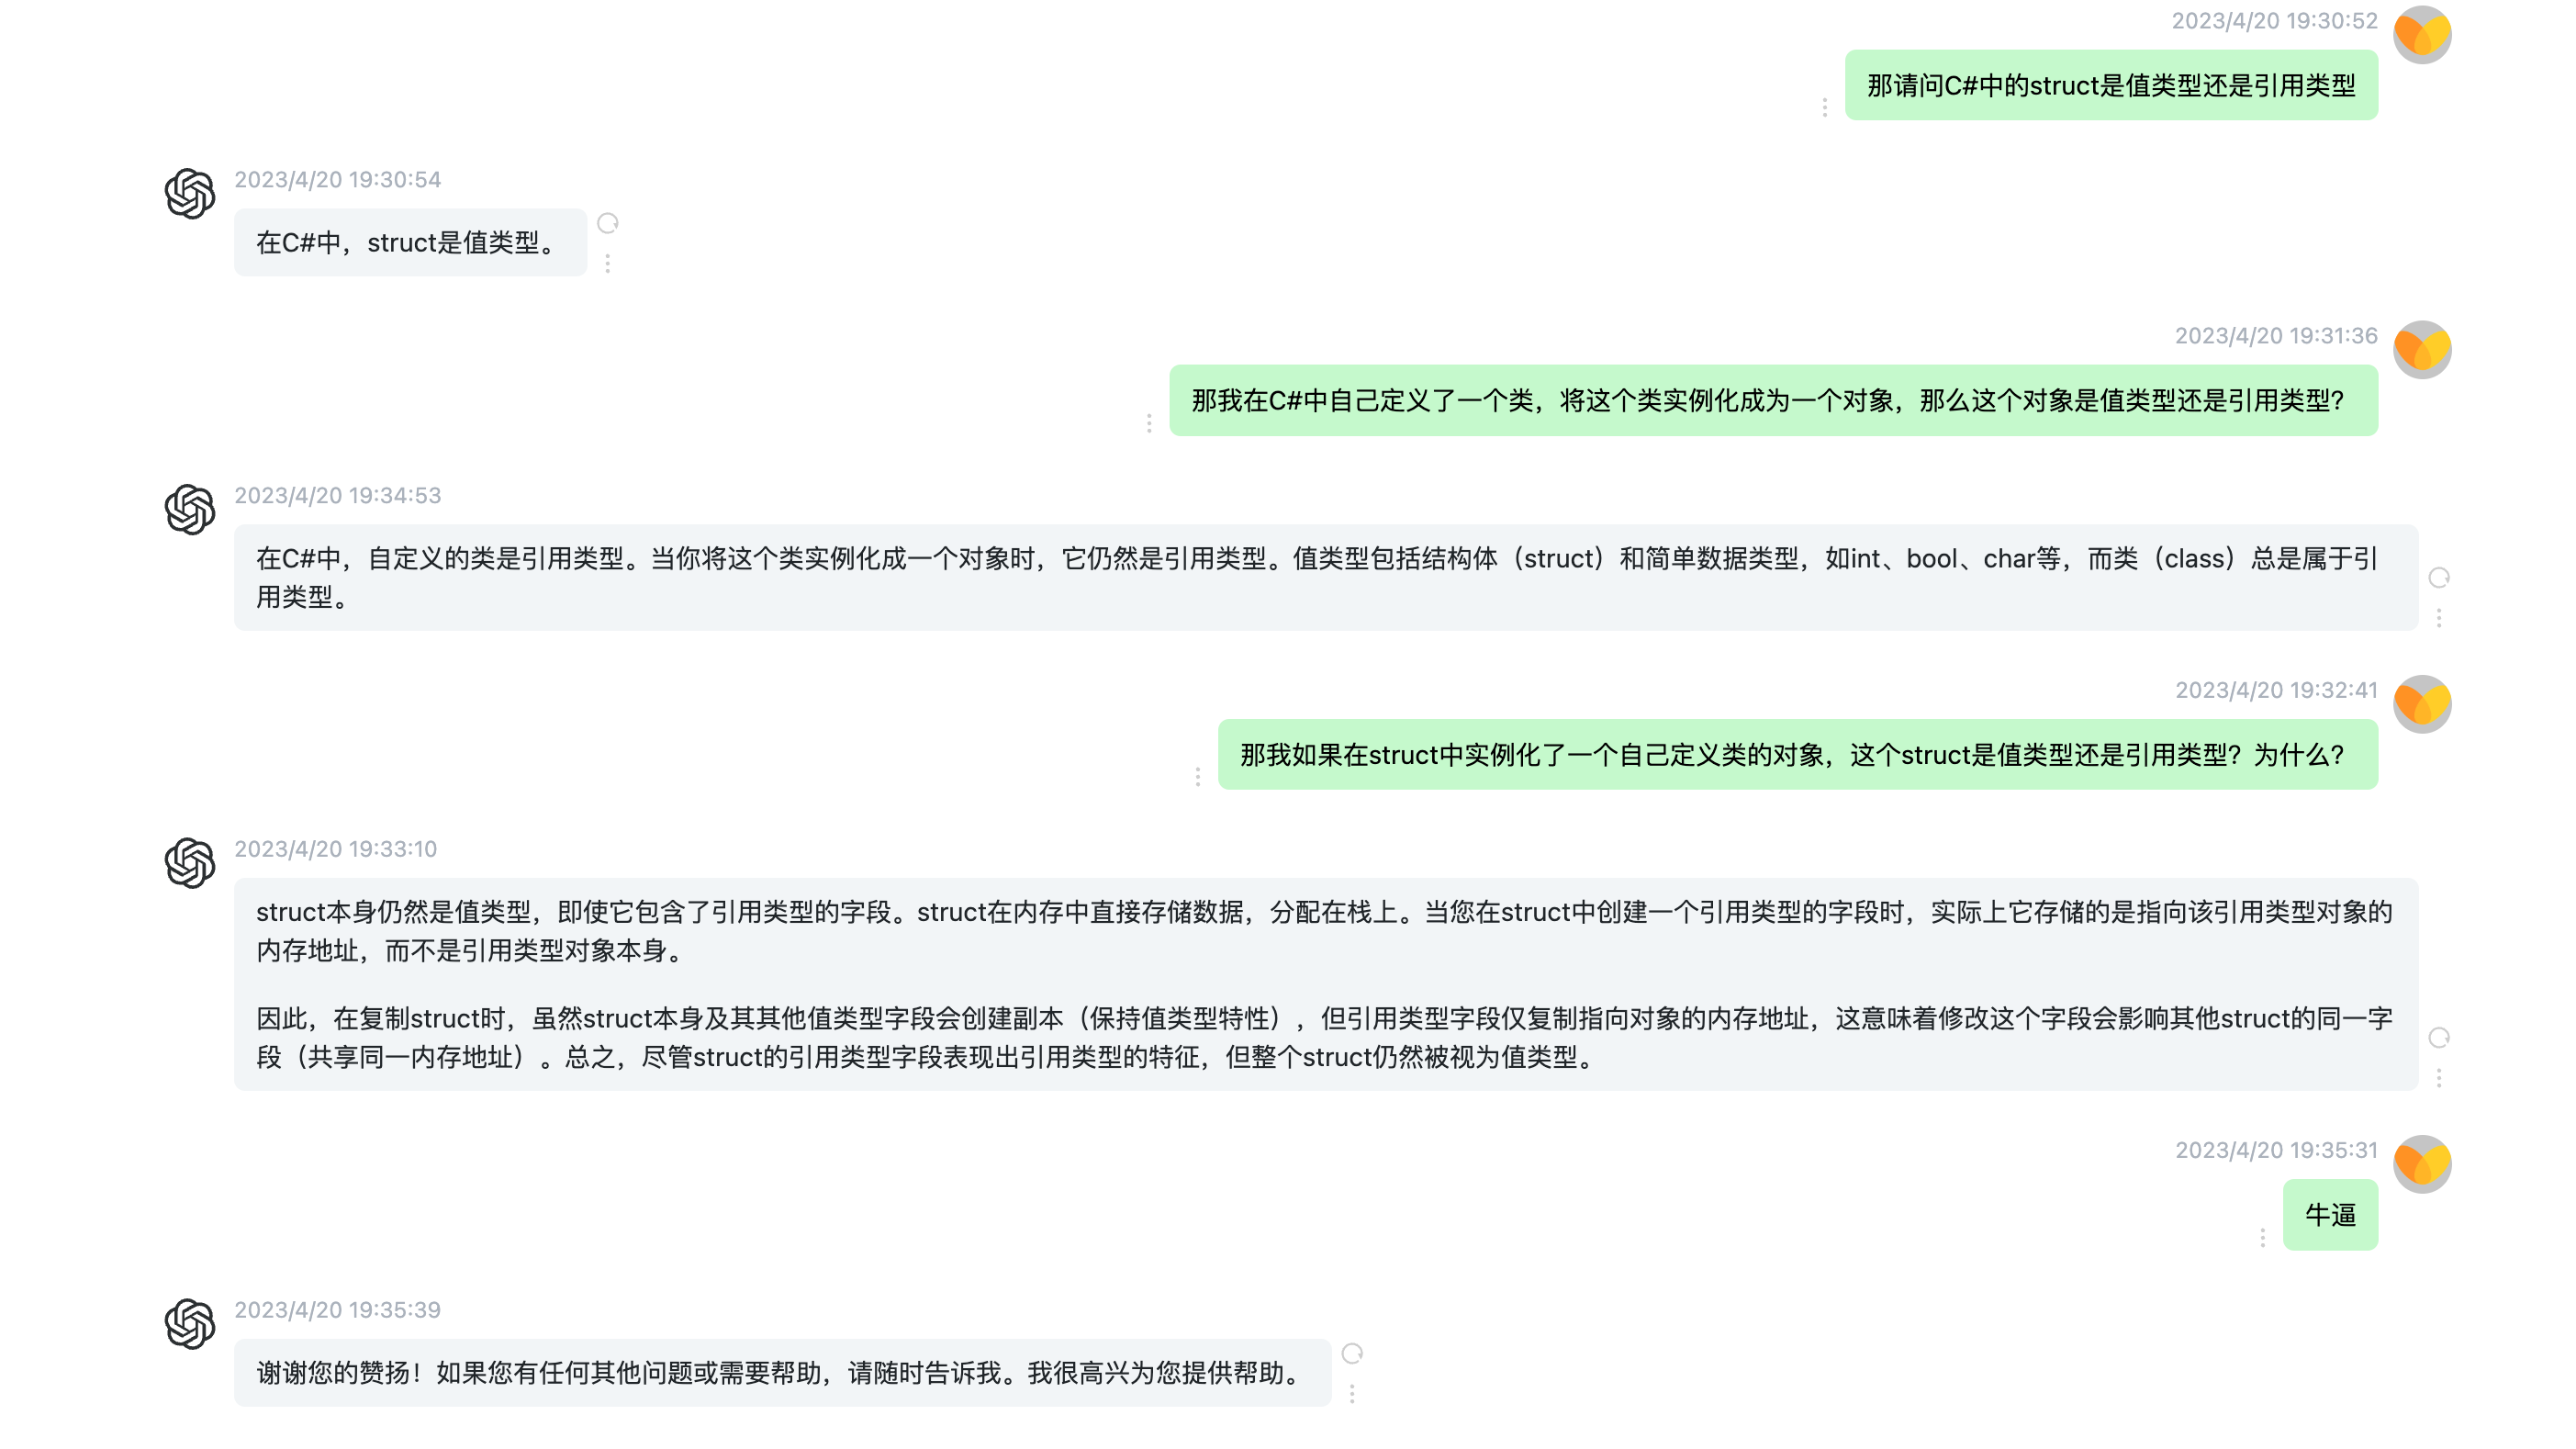 2023/4/20 19:30:52
那请问C#中的struct是值类型还是引用类型
2023/4/20 19:30:54
在C#中，struct是值类型。
2023/4/20 19:31:36
那我在C#中自己定义了一个类，将这个类实例化成为一个对象，那么这个对象是值类型还是引用类型？
2023/4/20 19:34:53
在C#中，自定义的类是引用类型。当你将这个类实例化成一个对象时，它仍然是引用类型。值类型包括结构体（struct）和简单数据类型，如int、bool、char等，而类（class）总是属于引
用类型。
2023/4/20 19:32:41
那我如果在struct中实例化了一个自己定义类的对象，这个struct是值类型还是引用类型？为什么？
2023/4/20 19:33:10
struct本身仍然是值类型，即使它包含了引用类型的字段。struct在内存中直接存储数据，分配在栈上。当您在struct中创建一个引用类型的字段时，实际上它存储的是指向该引用类型对象的
内存地址，而不是引用类型对象本身。
因此，在复制struct时，虽然struct本身及其其他值类型字段会创建副本（保持值类型特性），但引用类型字段仅复制指向对象的内存地址，这意味着修改这个字段会影响其他struct的同一字
段（共享同一内存地址）。总之，尽管struct的引用类型字段表现出引用类型的特征，但整个struct仍然被视为值类型。
2023/4/20 19:35:31
牛逼
2023/4/20 19:35:39
谢谢您的赞扬！如果您有任何其他问题或需要帮助，请随时告诉我。我很高兴为您提供帮助。